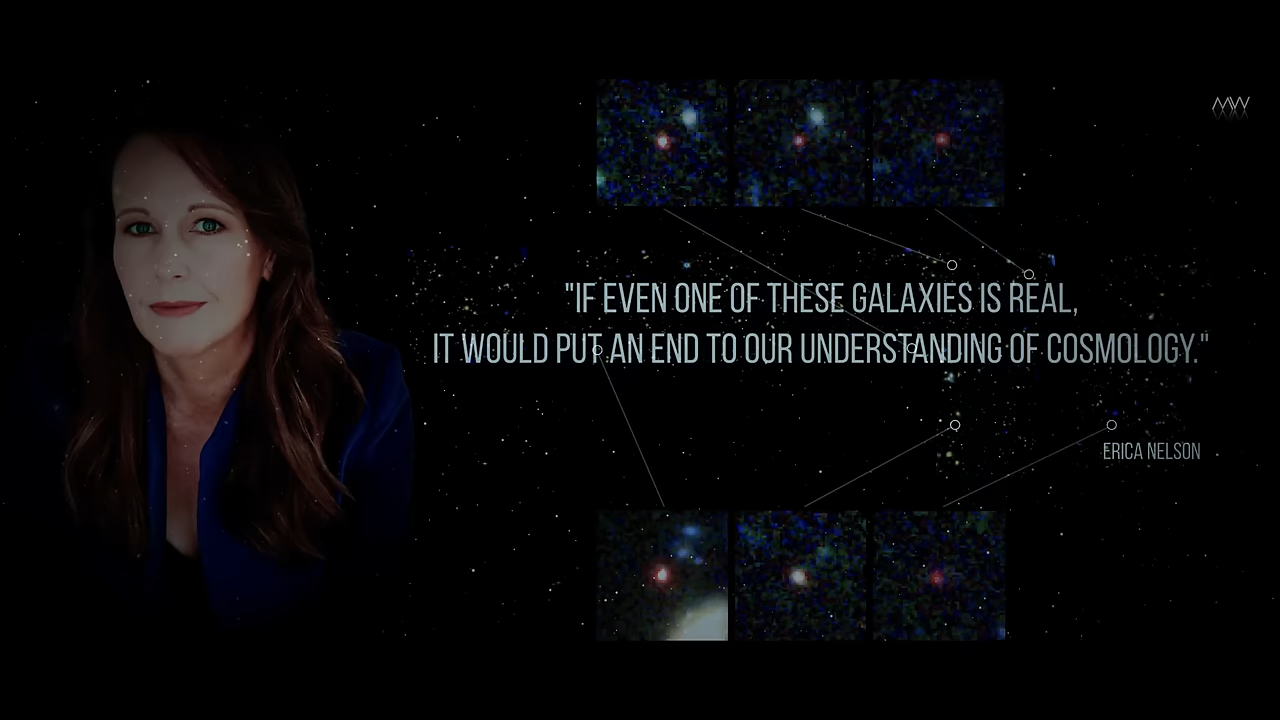 MW
"IF EVEN ONE OF THESE GALAXIES IS REAL,
IT WOULD PUT AN END TO OUR UNDERSTANDING OF COSMOLOGY."
ERICA NELSON